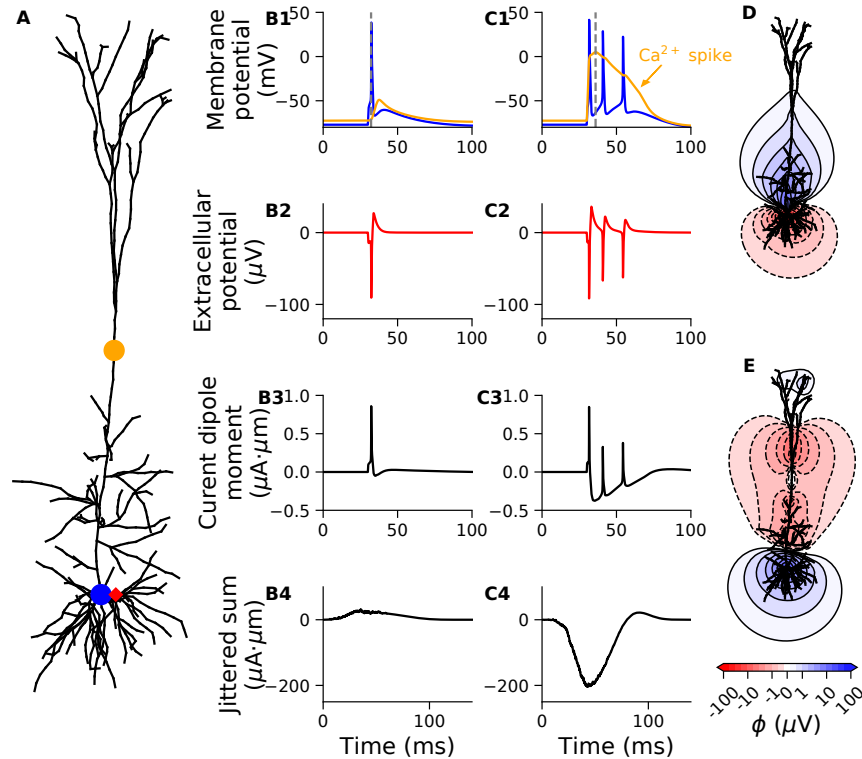 A
B1
C1
D
Membrane
potential
(mV)
50
0
−50
0
50
100
50
0
−50
0
50
100
Ca²⁺ spike
B2
C2
Extracellular
potential
(μV)
0
−100
0
50
100
0
−100
0
50
100
E
B3
C3
Curent dipole
moment
(μA·μm)
1.0
0.5
0.0
−0.5
0
50
100
1.0
0.5
0.0
−0.5
0
50
100
B4
C4
Jittered sum
(μA·μm)
0
−200
0
100
Time (ms)
0
−200
0
100
Time (ms)
-100
-10
-1
-0
1
10
100
ϕ (μV)